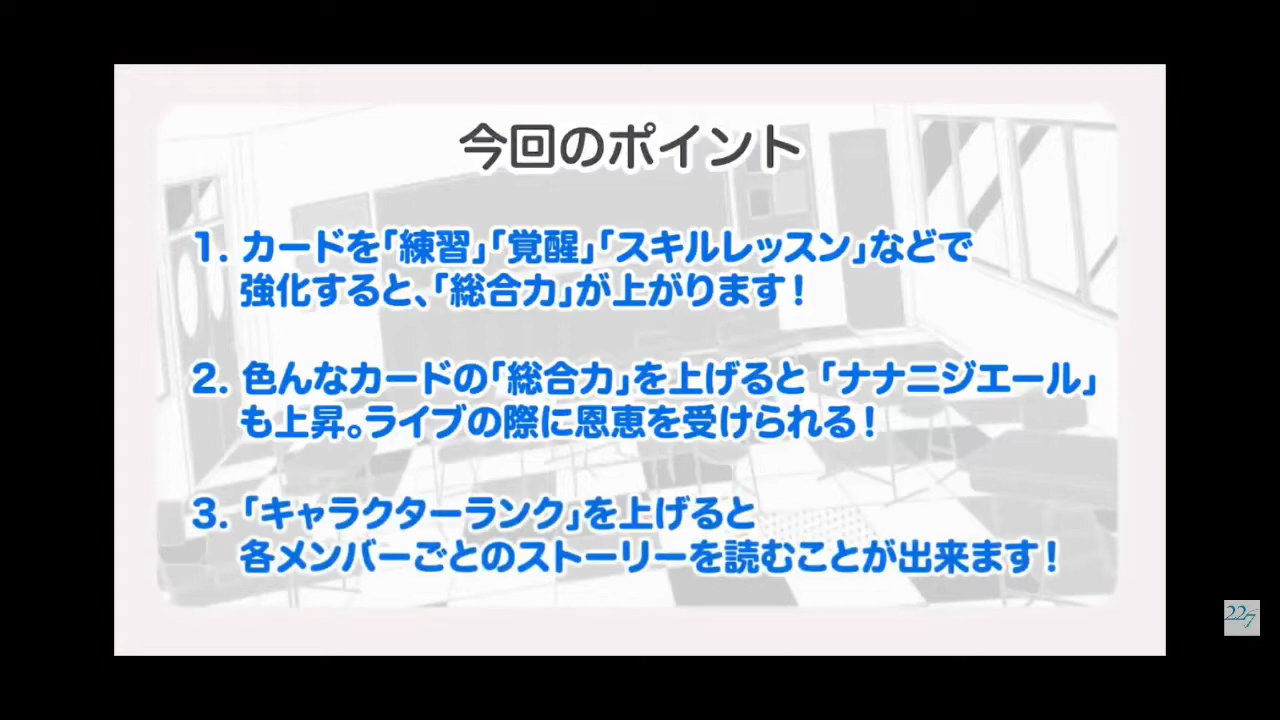 今回のポイント
1. カードを「練習」「覚醒」「スキルレッスン」などで
強化すると、「総合力」が上がります!
2. 色んなカードの「総合力」を上げると「ナナニジエール」
も上昇。ライブの際に恩恵を受けられる!
3. 「キャラクターランク」を上げると
各メンバーごとのストーリーを読むことが出来ます!
22/7